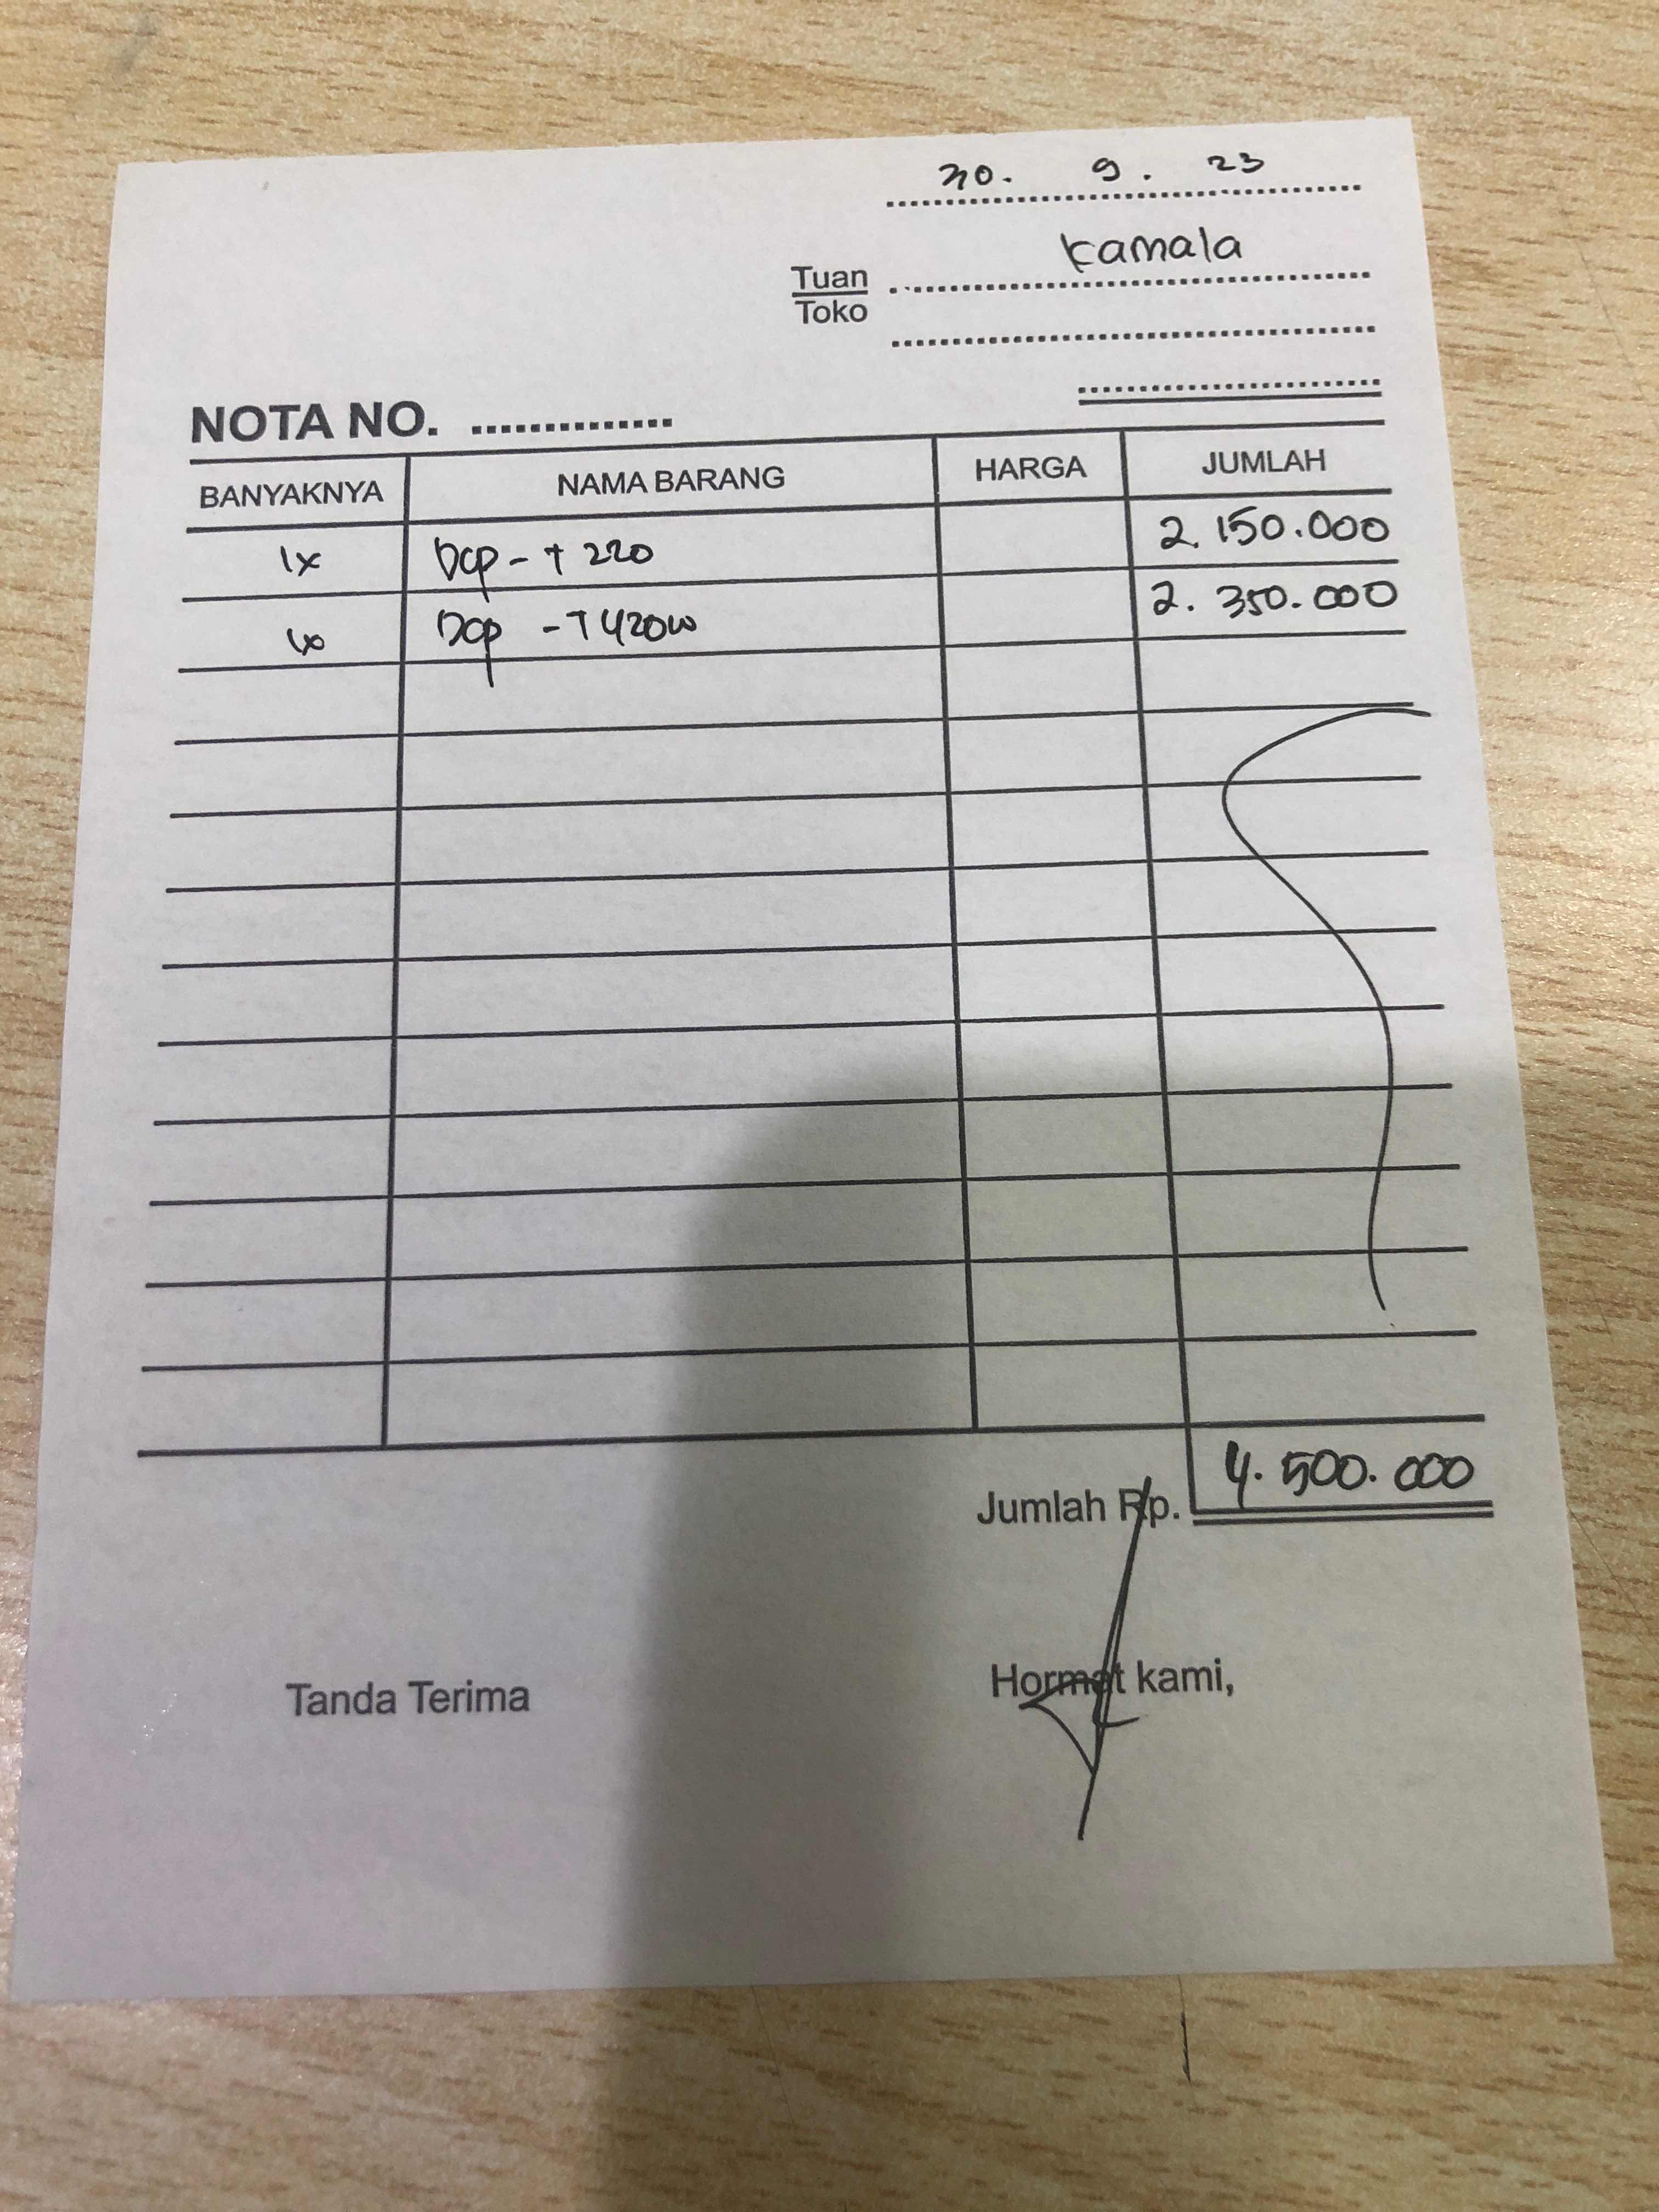 30. 9. 23
Tuan Kamala
Toko
NOTA NO. ..............
BANYAKNYA NAMA BARANG HARGA JUMLAH
1x Dcp - T 220 2.150.000
1x Dcp - T420w 2.350.000
Jumlah Rp. 4.500.000
Tanda Terima Hormat kami,